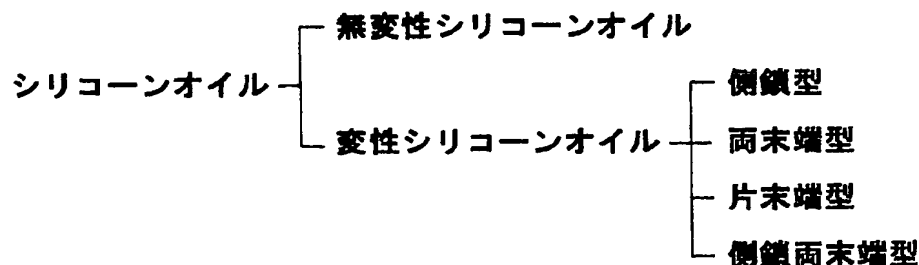 無変性シリコーンオイル
シリコーンオイル
側鎖型
変性シリコーンオイル
両末端型
片末端型
側鎖両末端型